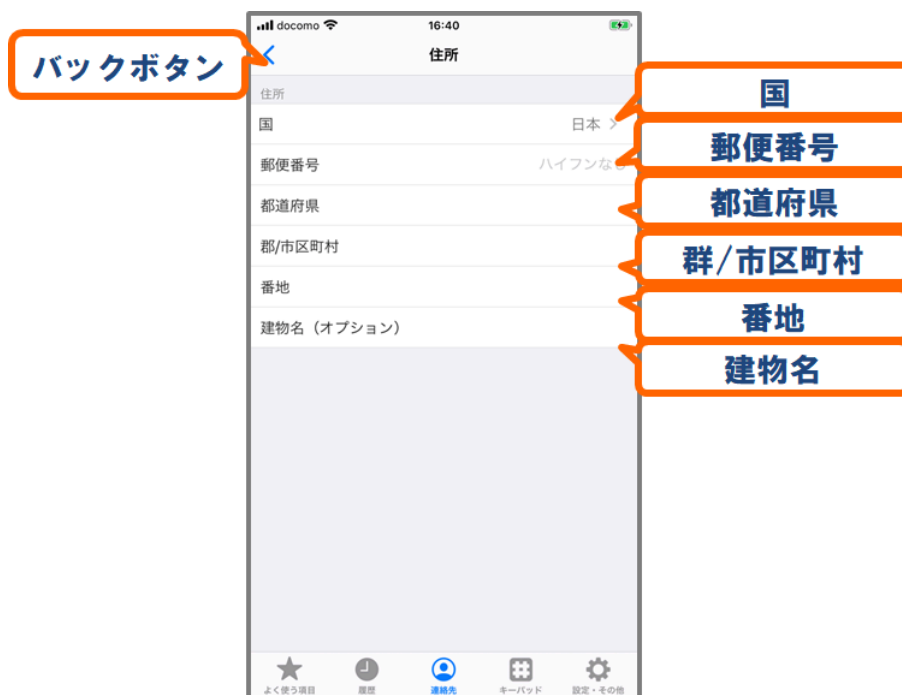 docomo 16:40
バックボタン
住所
住所
国 日本
国
郵便番号 ハイフンなし
郵便番号
都道府県
都道府県
郡/市区町村
群/市区町村
番地
番地
建物名（オプション）
建物名
よく使う項目 履歴 連絡先 キーパッド 設定・その他